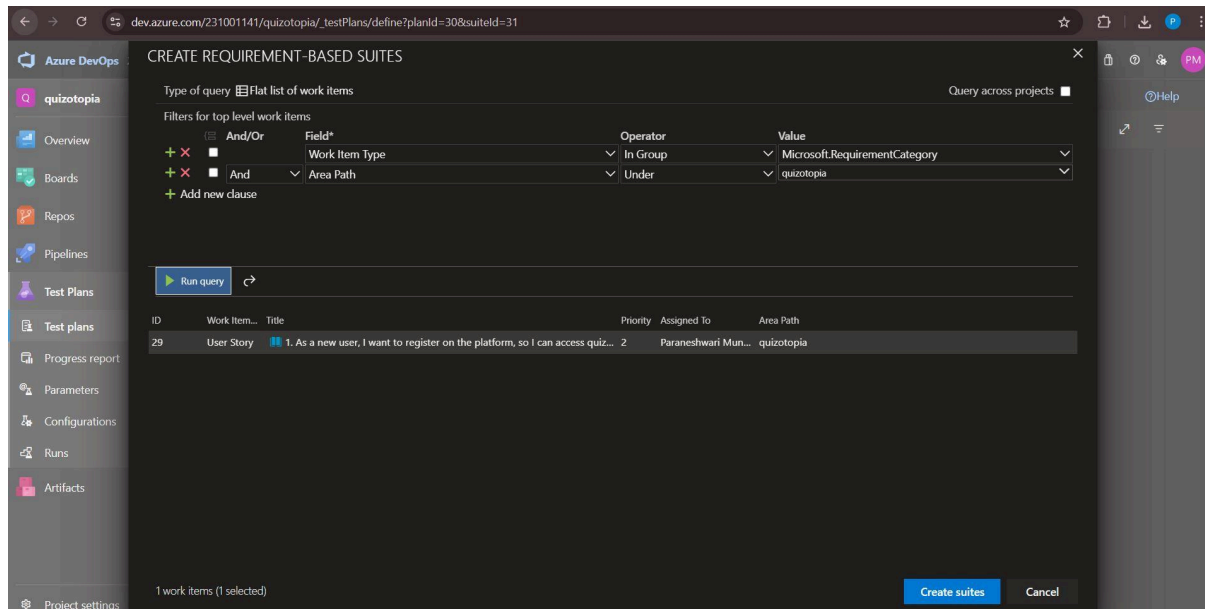 dev.azure.com/231001141/quizotopia/_testPlans/define?planId=30&suiteId=31
P
Azure DevOps
CREATE REQUIREMENT-BASED SUITES
PM
Q quizotopia
Type of query Flat list of work items
Query across projects
Help
Filters for top level work items
And/Or Field* Operator Value
Work Item Type In Group Microsoft.RequirementCategory
And Area Path Under quizotopia
Add new clause
Overview
Boards
Repos
Pipelines
Test Plans
Test plans
Progress report
Parameters
Configurations
Runs
Artifacts
Project settings
Run query
ID Work Item... Title Priority Assigned To Area Path
29 User Story 1. As a new user, I want to register on the platform, so I can access quiz... 2 Paraneshwari Mun... quizotopia
1 work items (1 selected)
Create suites Cancel